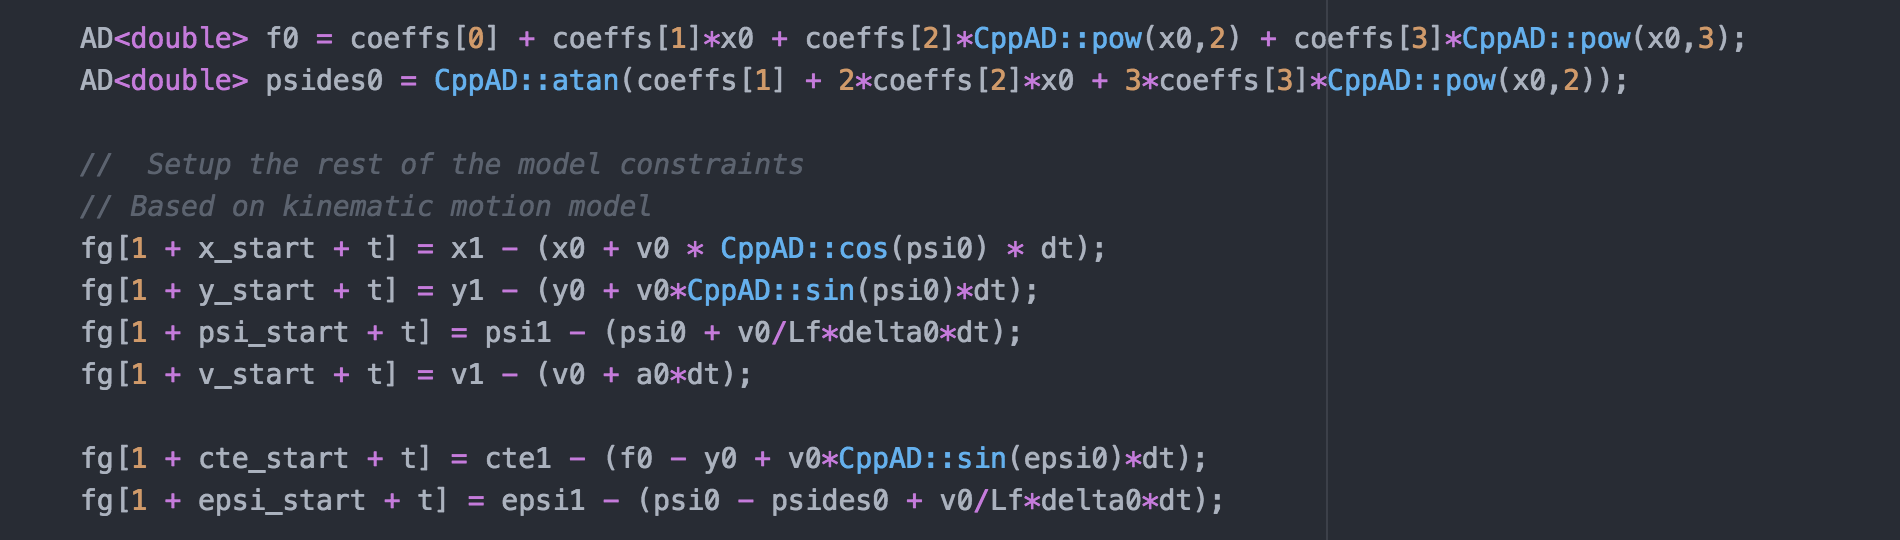 AD<double> f0 = coeffs[0] + coeffs[1]*x0 + coeffs[2]*CppAD::pow(x0,2) + coeffs[3]*CppAD::pow(x0,3);
AD<double> psides0 = CppAD::atan(coeffs[1] + 2*coeffs[2]*x0 + 3*coeffs[3]*CppAD::pow(x0,2));
//  Setup the rest of the model constraints
// Based on kinematic motion model
fg[1 + x_start + t] = x1 - (x0 + v0 * CppAD::cos(psi0) * dt);
fg[1 + y_start + t] = y1 - (y0 + v0*CppAD::sin(psi0)*dt);
fg[1 + psi_start + t] = psi1 - (psi0 + v0/Lf*delta0*dt);
fg[1 + v_start + t] = v1 - (v0 + a0*dt);
fg[1 + cte_start + t] = cte1 - (f0 - y0 + v0*CppAD::sin(epsi0)*dt);
fg[1 + epsi_start + t] = epsi1 - (psi0 - psides0 + v0/Lf*delta0*dt);